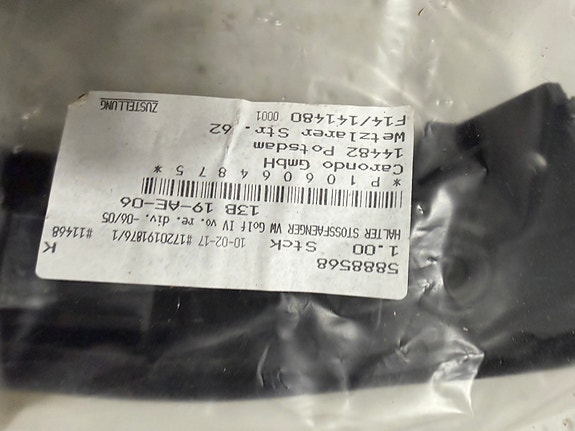 5888568
1.00 Stck 10-02-17 #1720191876/1 #11468 K
HALTER STOSSFAENGER VW Golf IV vo. re. div. -06/05
13B 19-AE-06
* P 1 0 6 0 6 4 8 7 5 *
Carondo GmbH
14482 Potsdam
Wetzlarer Str. 62
F14/141480 0001
ZUSTELLUNG